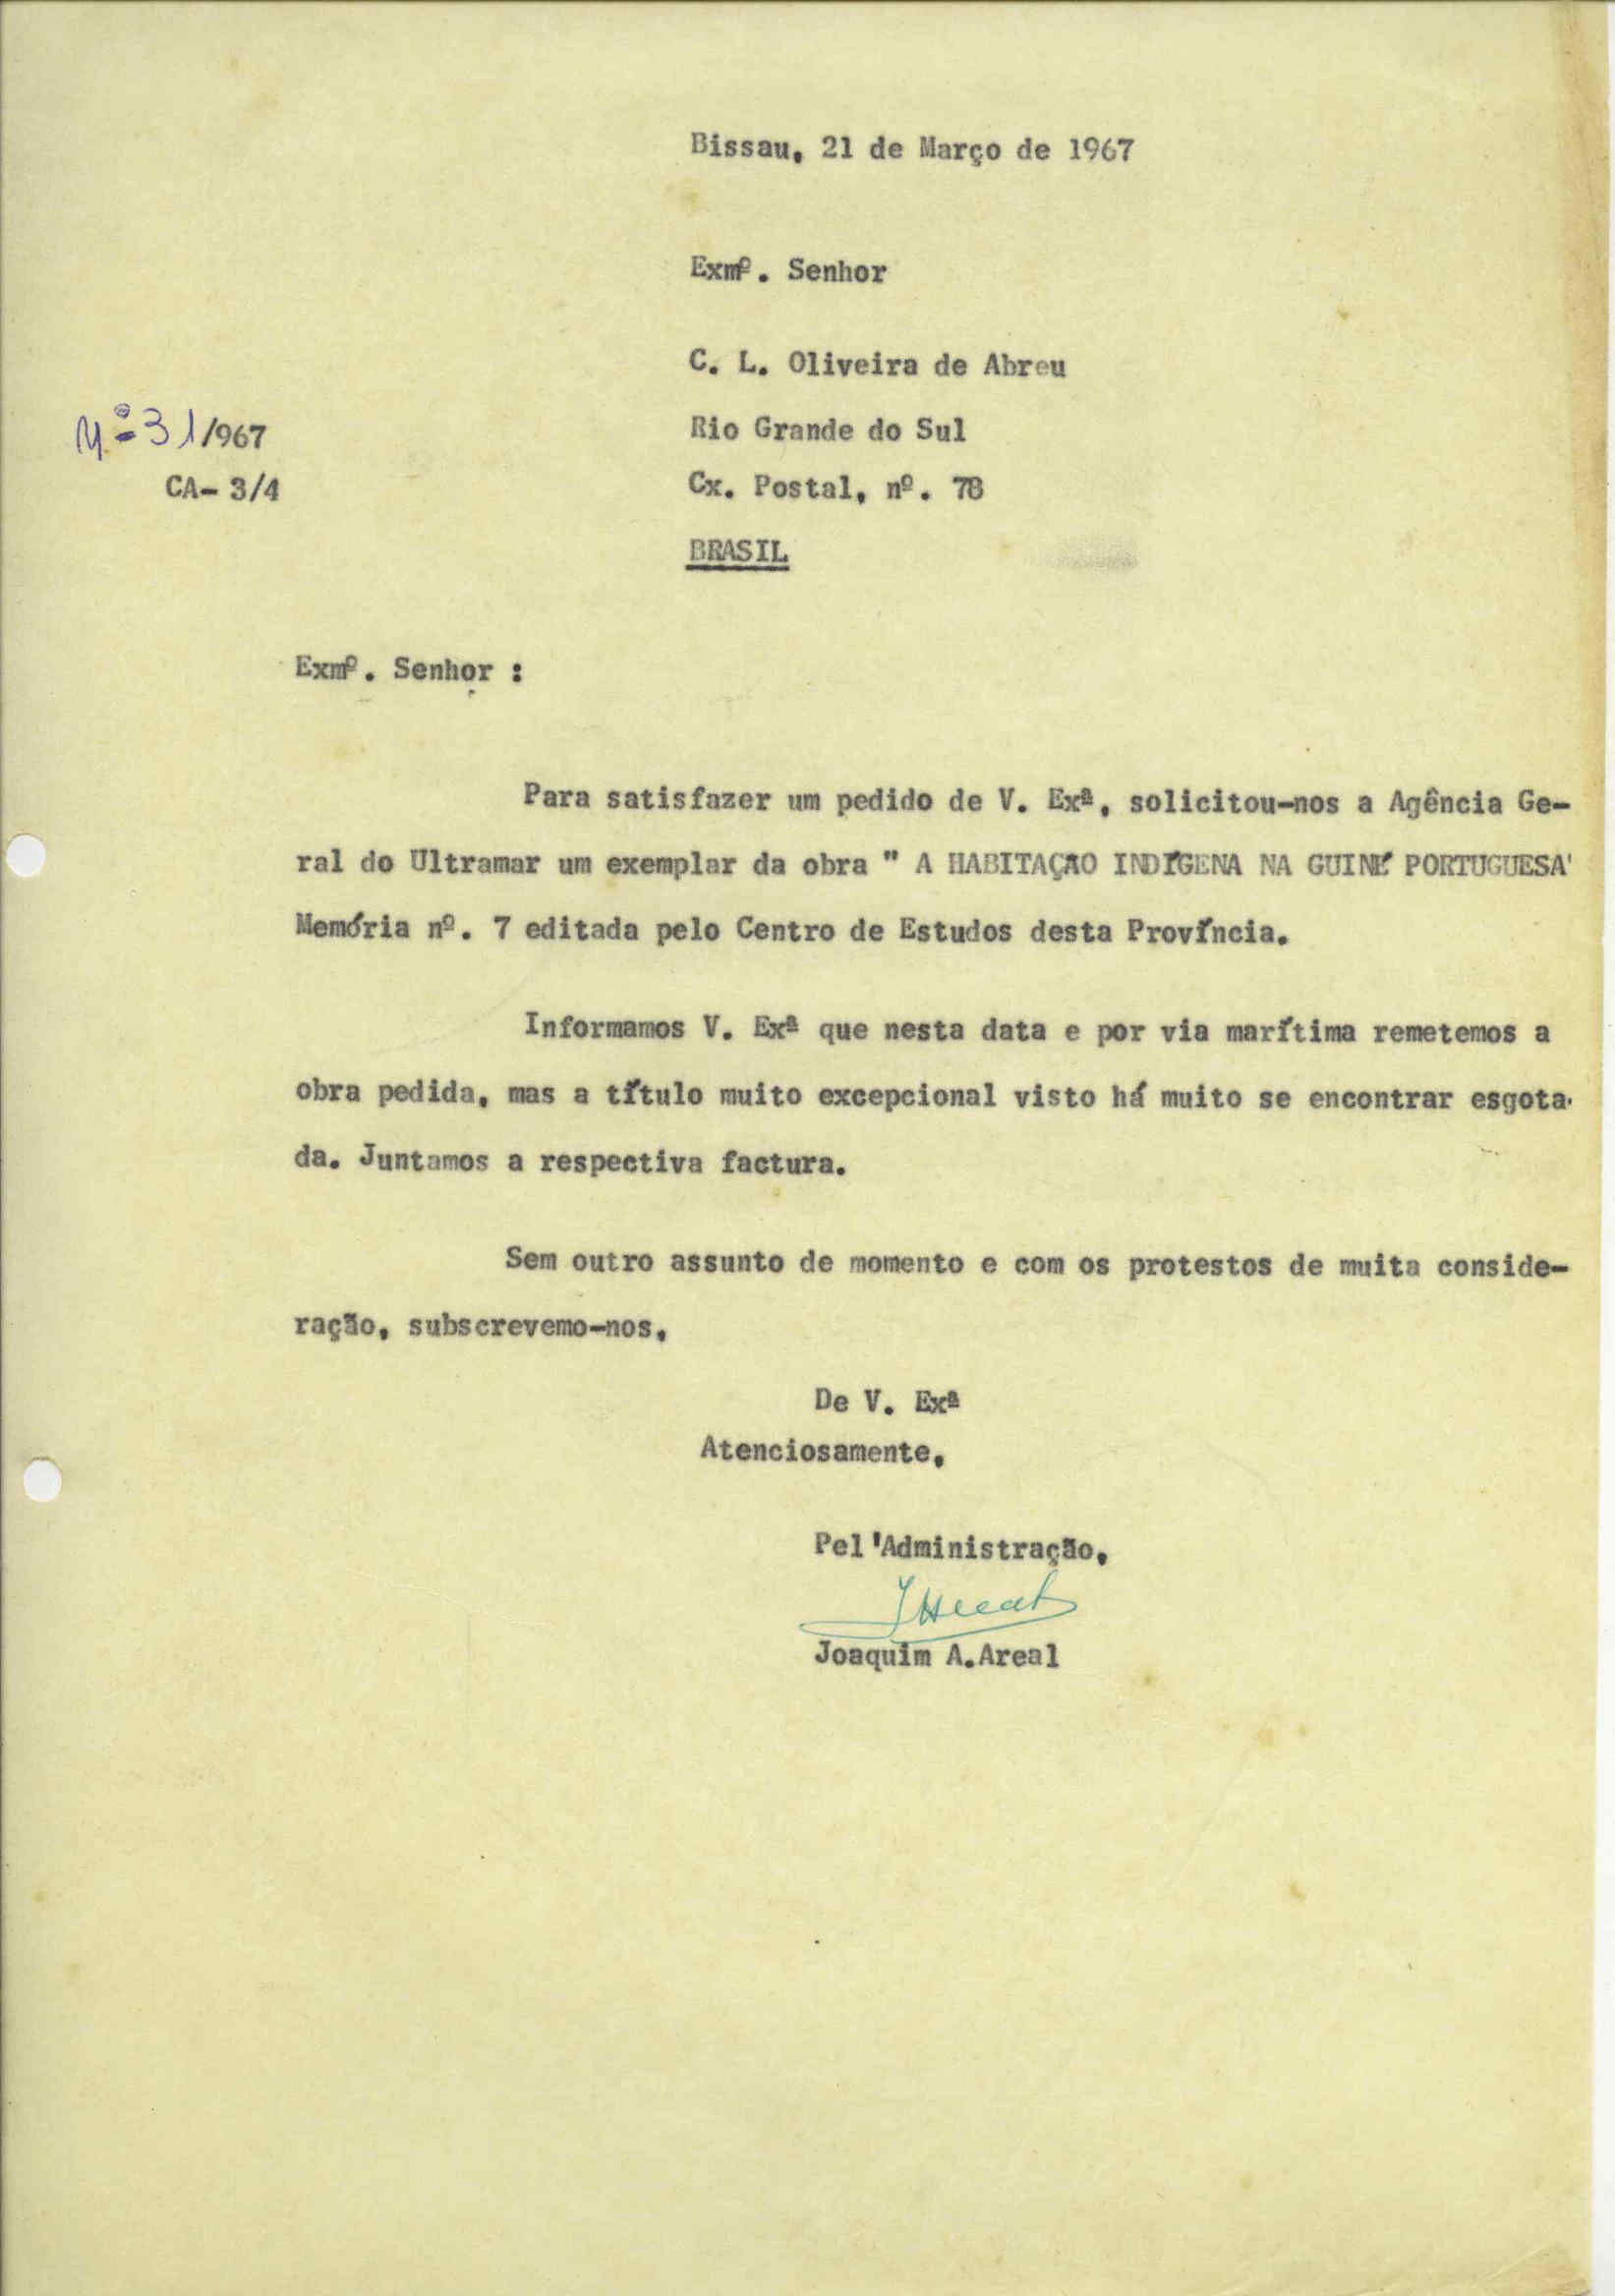 Bissau, 21 de Março de 1967
Exmº. Senhor
C. L. Oliveira de Abreu
Nº 31/967
Rio Grande do Sul
CA- 3/4
Cx. Postal, nº. 78
BRASIL
Exmº. Senhor :
Para satisfazer um pedido de V. Exª, solicitou-nos a Agência Ge-
ral do Ultramar um exemplar da obra " A HABITAÇÃO INDÍGENA NA GUINÉ PORTUGUESA'
Memória nº. 7 editada pelo Centro de Estudos desta Província.
Informamos V. Exª que nesta data e por via marítima remetemos a
obra pedida, mas a título muito excepcional visto há muito se encontrar esgota-
da. Juntamos a respectiva factura.
Sem outro assunto de momento e com os protestos de muita conside-
ração, subscrevemo-nos,
De V. Exª
Atenciosamente,
Pel'Administração,
Joaquim A.Areal